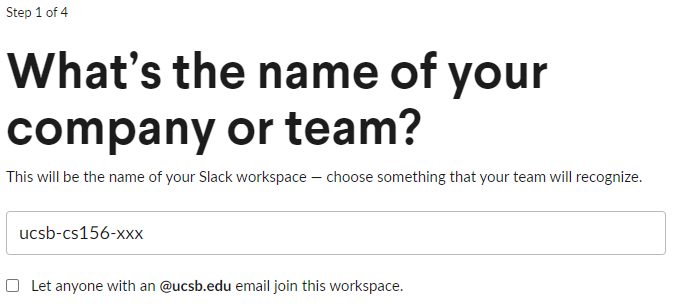 Step 1 of 4
What's the name of your
company or team?
This will be the name of your Slack workspace — choose something that your team will recognize.
ucsb-cs156-xxx
Let anyone with an @ucsb.edu email join this workspace.